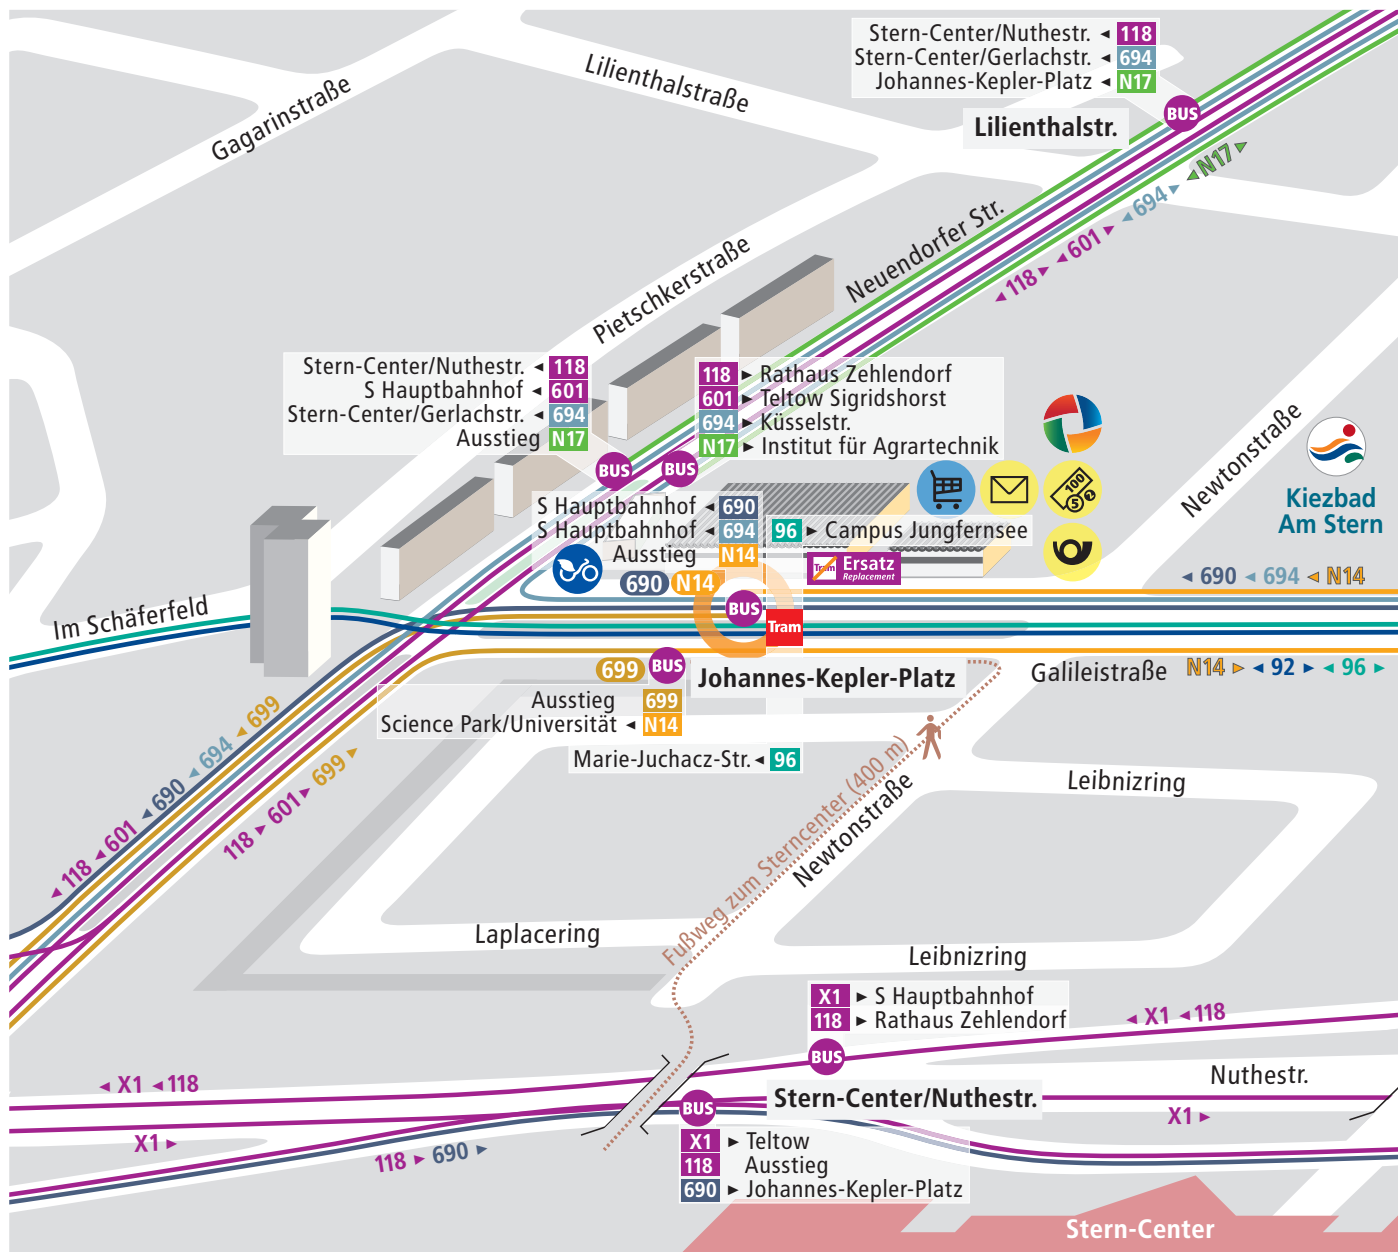 Stern-Center/Nuthestr. ◄ 118
Stern-Center/Gerlachstr. ◄ 694
Johannes-Kepler-Platz ◄ N17
BUS
Lilienthalstr.
Lilienthalstraße
Gagarinstraße
◄ 118 ► ◄ 601 ► ◄ 694 ► ◄ N17 ►
Neuendorfer Str.
Pietschkerstraße
Stern-Center/Nuthestr. ◄ 118
S Hauptbahnhof ◄ 601
Stern-Center/Gerlachstr. ◄ 694
Ausstieg N17
BUS
118 ► Rathaus Zehlendorf
601 ► Teltow Sigridshorst
694 ► Küsselstr.
N17 ► Institut für Agrartechnik
BUS
Newtonstraße
Kiezbad
Am Stern
100
5
S Hauptbahnhof ◄ 690
S Hauptbahnhof ◄ 694
Ausstieg N14
96 ► Campus Jungfernsee
Tram Ersatz
Replacement
690 N14
BUS
Tram
◄ 690 ◄ 694 ◄ N14
Im Schäferfeld
699 BUS
Johannes-Kepler-Platz
Galileistraße
N14 ► ◄ 92 ► ◄ 96 ►
Ausstieg 699
Science Park/Universität ◄ N14
Marie-Juchacz-Str. ◄ 96
◄ 118 ◄ 601 ◄ 690 ◄ 694 ◄ 699
118 ► 601 ► 699 ►
Leibnizring
Fußweg zum Sterncenter (400 m)
Newtonstraße
Laplacering
Leibnizring
X1 ► S Hauptbahnhof
118 ► Rathaus Zehlendorf
BUS
◄ X1 ◄ 118
◄ X1 ◄ 118
Nuthestr.
Stern-Center/Nuthestr.
BUS
X1 ►
X1 ►
118 ► 690 ►
X1 ► Teltow
118 Ausstieg
690 ► Johannes-Kepler-Platz
Stern-Center